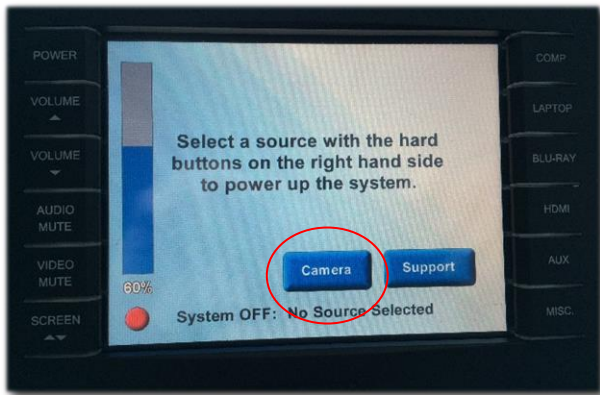 POWER
VOLUME
VOLUME
AUDIO
MUTE
VIDEO
MUTE
SCREEN
Select a source with the hard
buttons on the right hand side
to power up the system.
Camera
Support
60%
System OFF: No Source Selected
COMP
LAPTOP
BLU-RAY
HDMI
AUX
MISC.